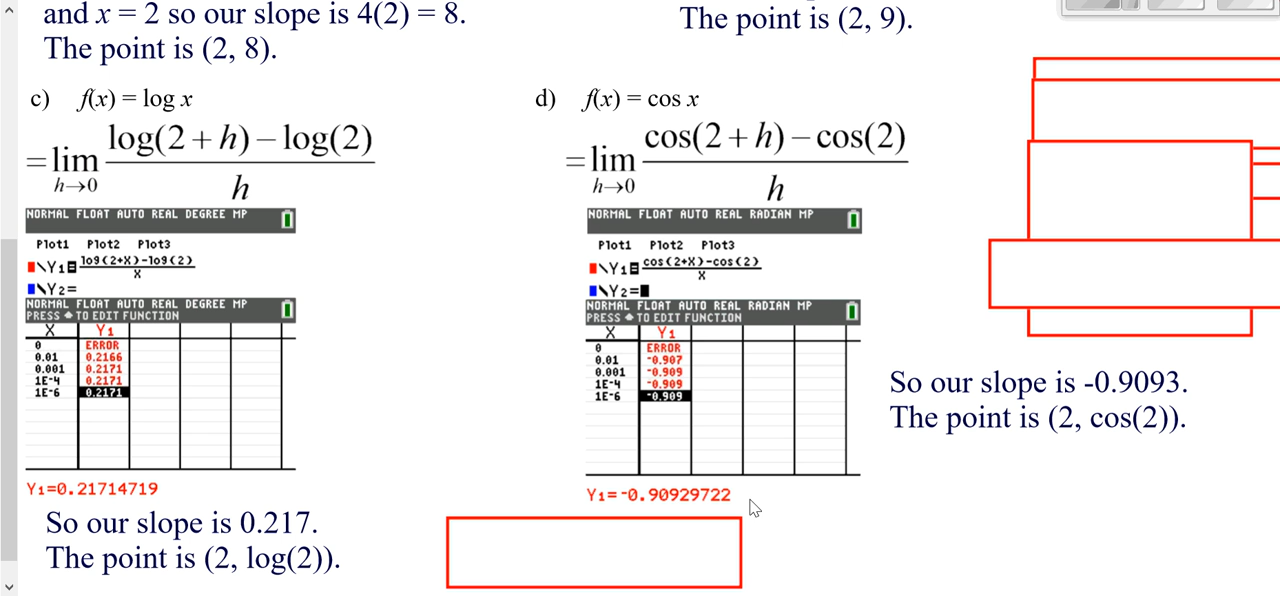 and x = 2 so our slope is 4(2) = 8.
The point is (2, 8).
The point is (2, 9).
c) f(x) = log x
= lim h→0 log(2 + h) – log(2) / h
NORMAL FLOAT AUTO REAL DEGREE MP
Plot1 Plot2 Plot3
\Y1= log(2+X)-log(2) / X
\Y2=
NORMAL FLOAT AUTO REAL DEGREE MP
PRESS + TO EDIT FUNCTION
X Y1
0 ERROR
0.01 0.2166
0.001 0.2171
1E-4 0.2171
1E-6 0.2171
Y1=0.21714719
So our slope is 0.217.
The point is (2, log(2)).
d) f(x) = cos x
= lim h→0 cos(2 + h) – cos(2) / h
NORMAL FLOAT AUTO REAL RADIAN MP
Plot1 Plot2 Plot3
\Y1= cos(2+X)-cos(2) / X
\Y2=
NORMAL FLOAT AUTO REAL RADIAN MP
PRESS + TO EDIT FUNCTION
X Y1
0 ERROR
0.01 -0.907
0.001 -0.909
1E-4 -0.909
1E-6 -0.909
Y1=-0.90929722
So our slope is -0.9093.
The point is (2, cos(2)).